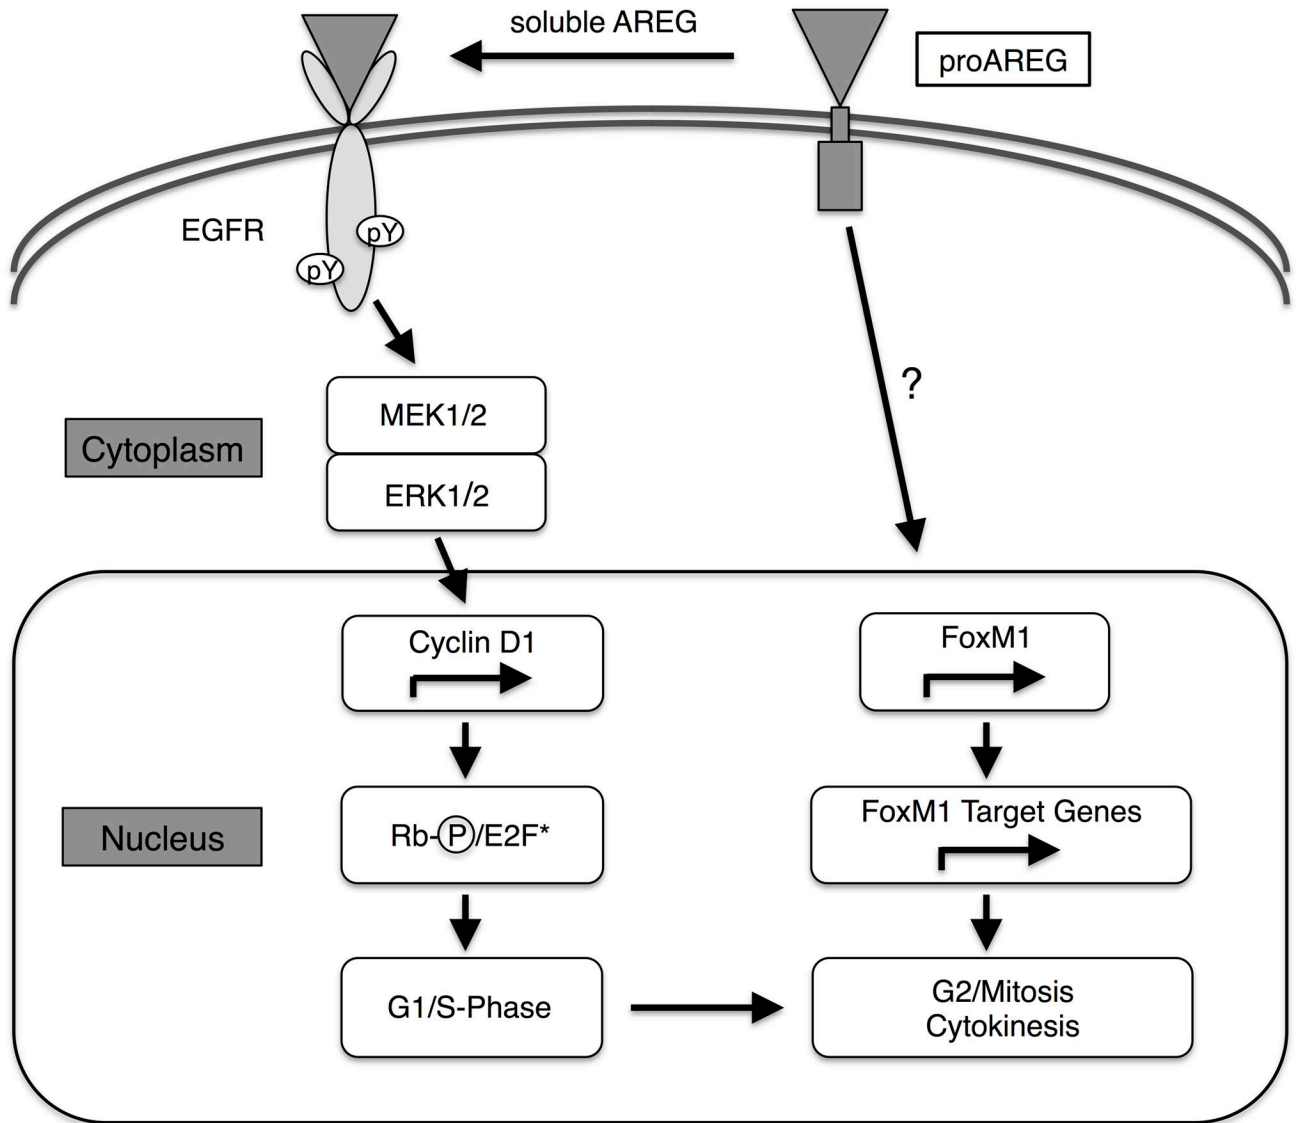 soluble AREG
proAREG
EGFR
pY
pY
?
MEK1/2
Cytoplasm
ERK1/2
Cyclin D1
FoxM1
Nucleus
Rb-P/E2F*
FoxM1 Target Genes
G1/S-Phase
G2/Mitosis
Cytokinesis